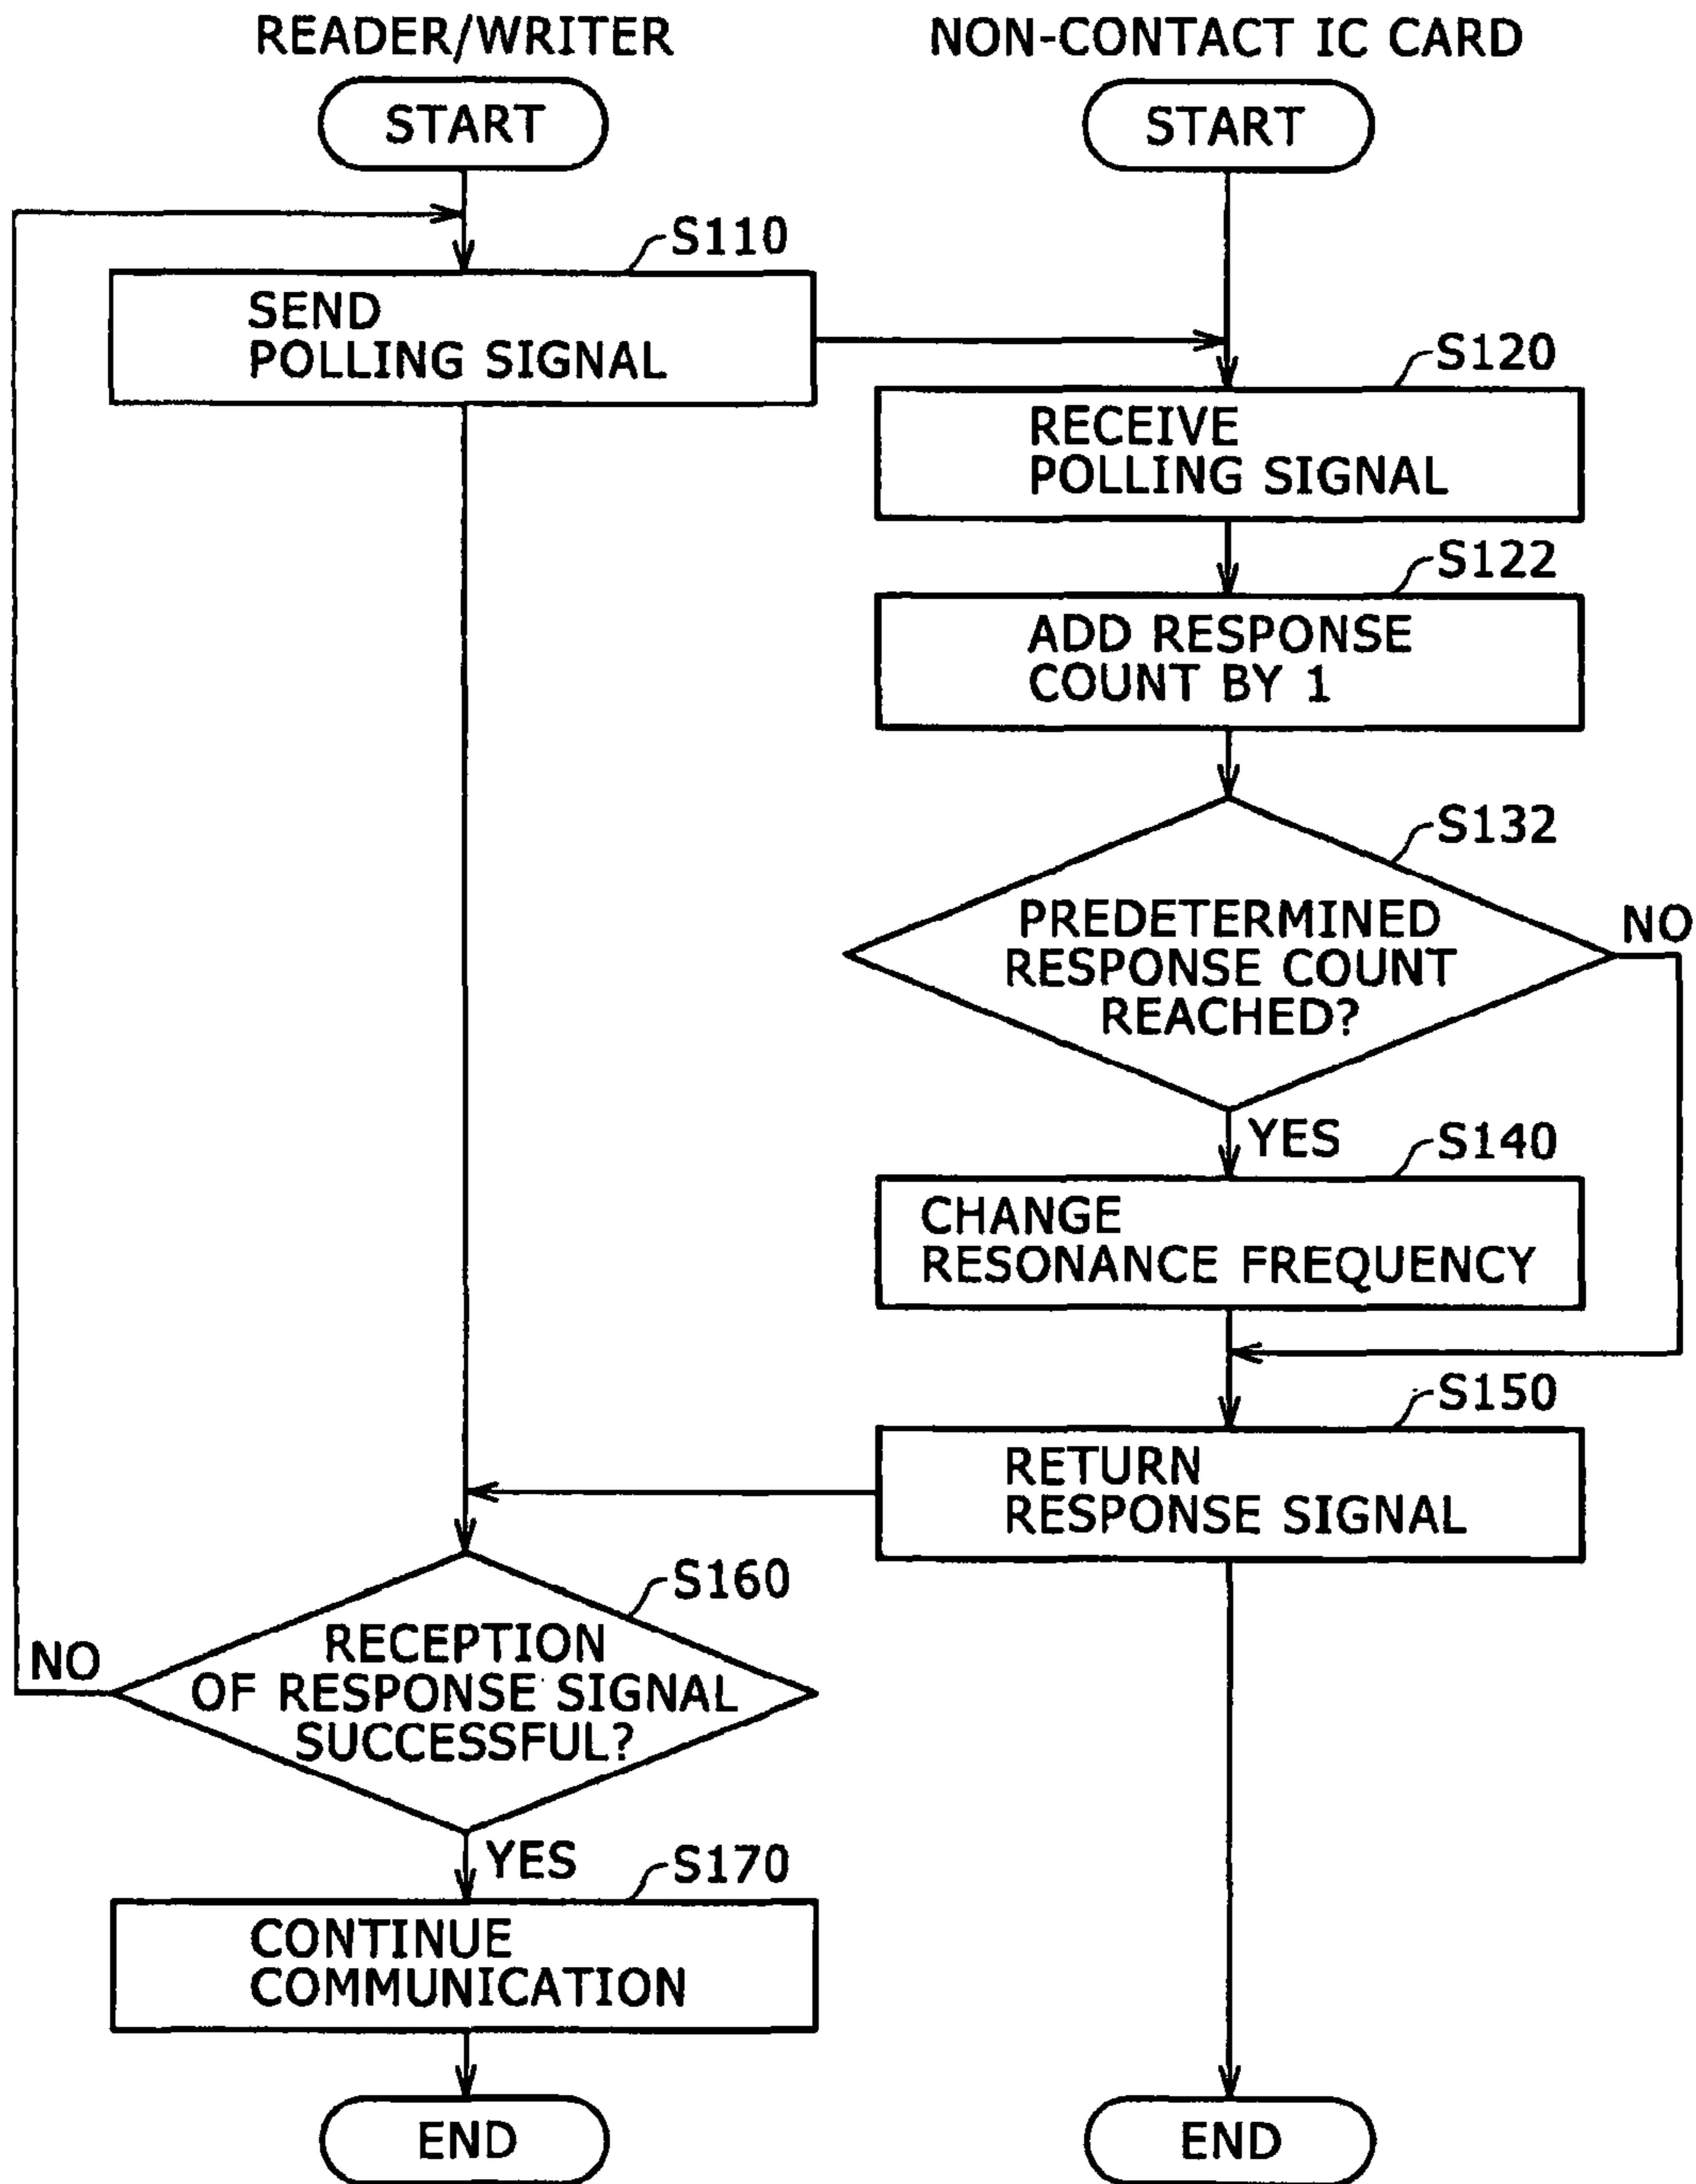 READER/WRITER
NON-CONTACT IC CARD
START
START
S110
SEND
POLLING SIGNAL
S120
RECEIVE
POLLING SIGNAL
S122
ADD RESPONSE
COUNT BY 1
S132
PREDETERMINED
RESPONSE COUNT
REACHED?
NO
YES
S140
CHANGE
RESONANCE FREQUENCY
S150
RETURN
RESPONSE SIGNAL
S160
RECEPTION
OF RESPONSE SIGNAL
SUCCESSFUL?
NO
YES
S170
CONTINUE
COMMUNICATION
END
END